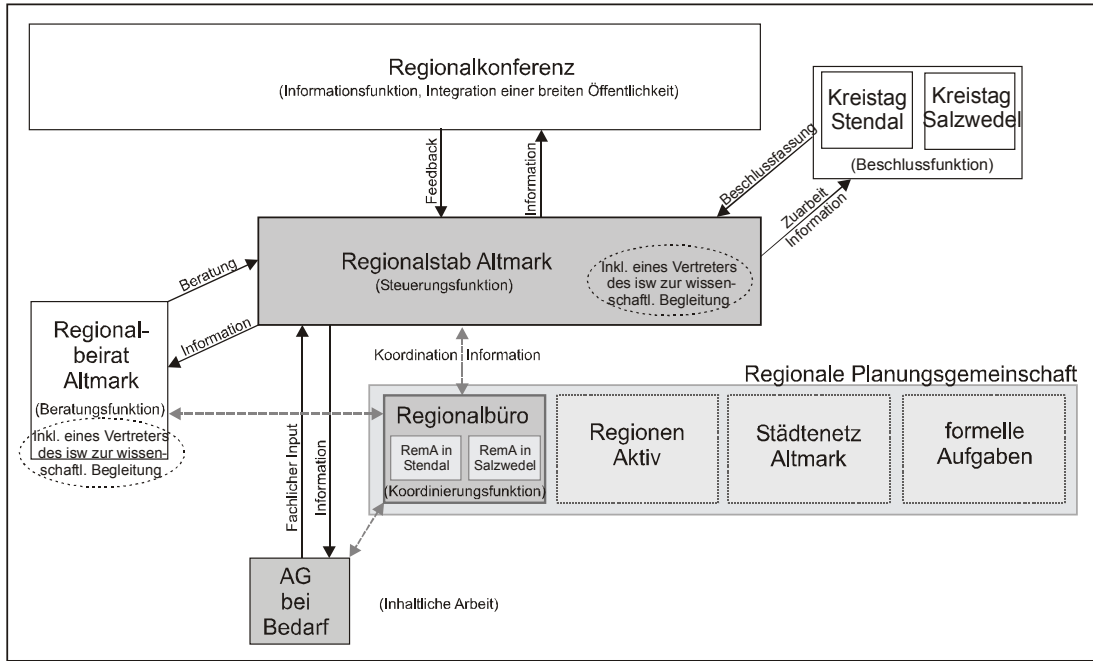 Regionalkonferenz
(Informationsfunktion, Integration einer breiten Öffentlichkeit)
Kreistag
Stendal
Kreistag
Salzwedel
(Beschlussfunktion)
Feedback
Information
Beschlussfassung
Zuarbeit
Information
Regionalstab Altmark
(Steuerungsfunktion)
Inkl. eines Vertreters
des isw zur wissen-
schaftl. Begleitung
Beratung
Information
Regional-
beirat
Altmark
(Beratungsfunktion)
Inkl. eines Vertreters
des isw zur wissen-
schaftl. Begleitung
Koordination Information
Regionale Planungsgemeinschaft
Regionalbüro
RemA in
Stendal
RemA in
Salzwedel
(Koordinierungsfunktion)
Regionen
Aktiv
Städtenetz
Altmark
formelle
Aufgaben
Fachlicher Input
Information
AG
bei
Bedarf
(Inhaltliche Arbeit)